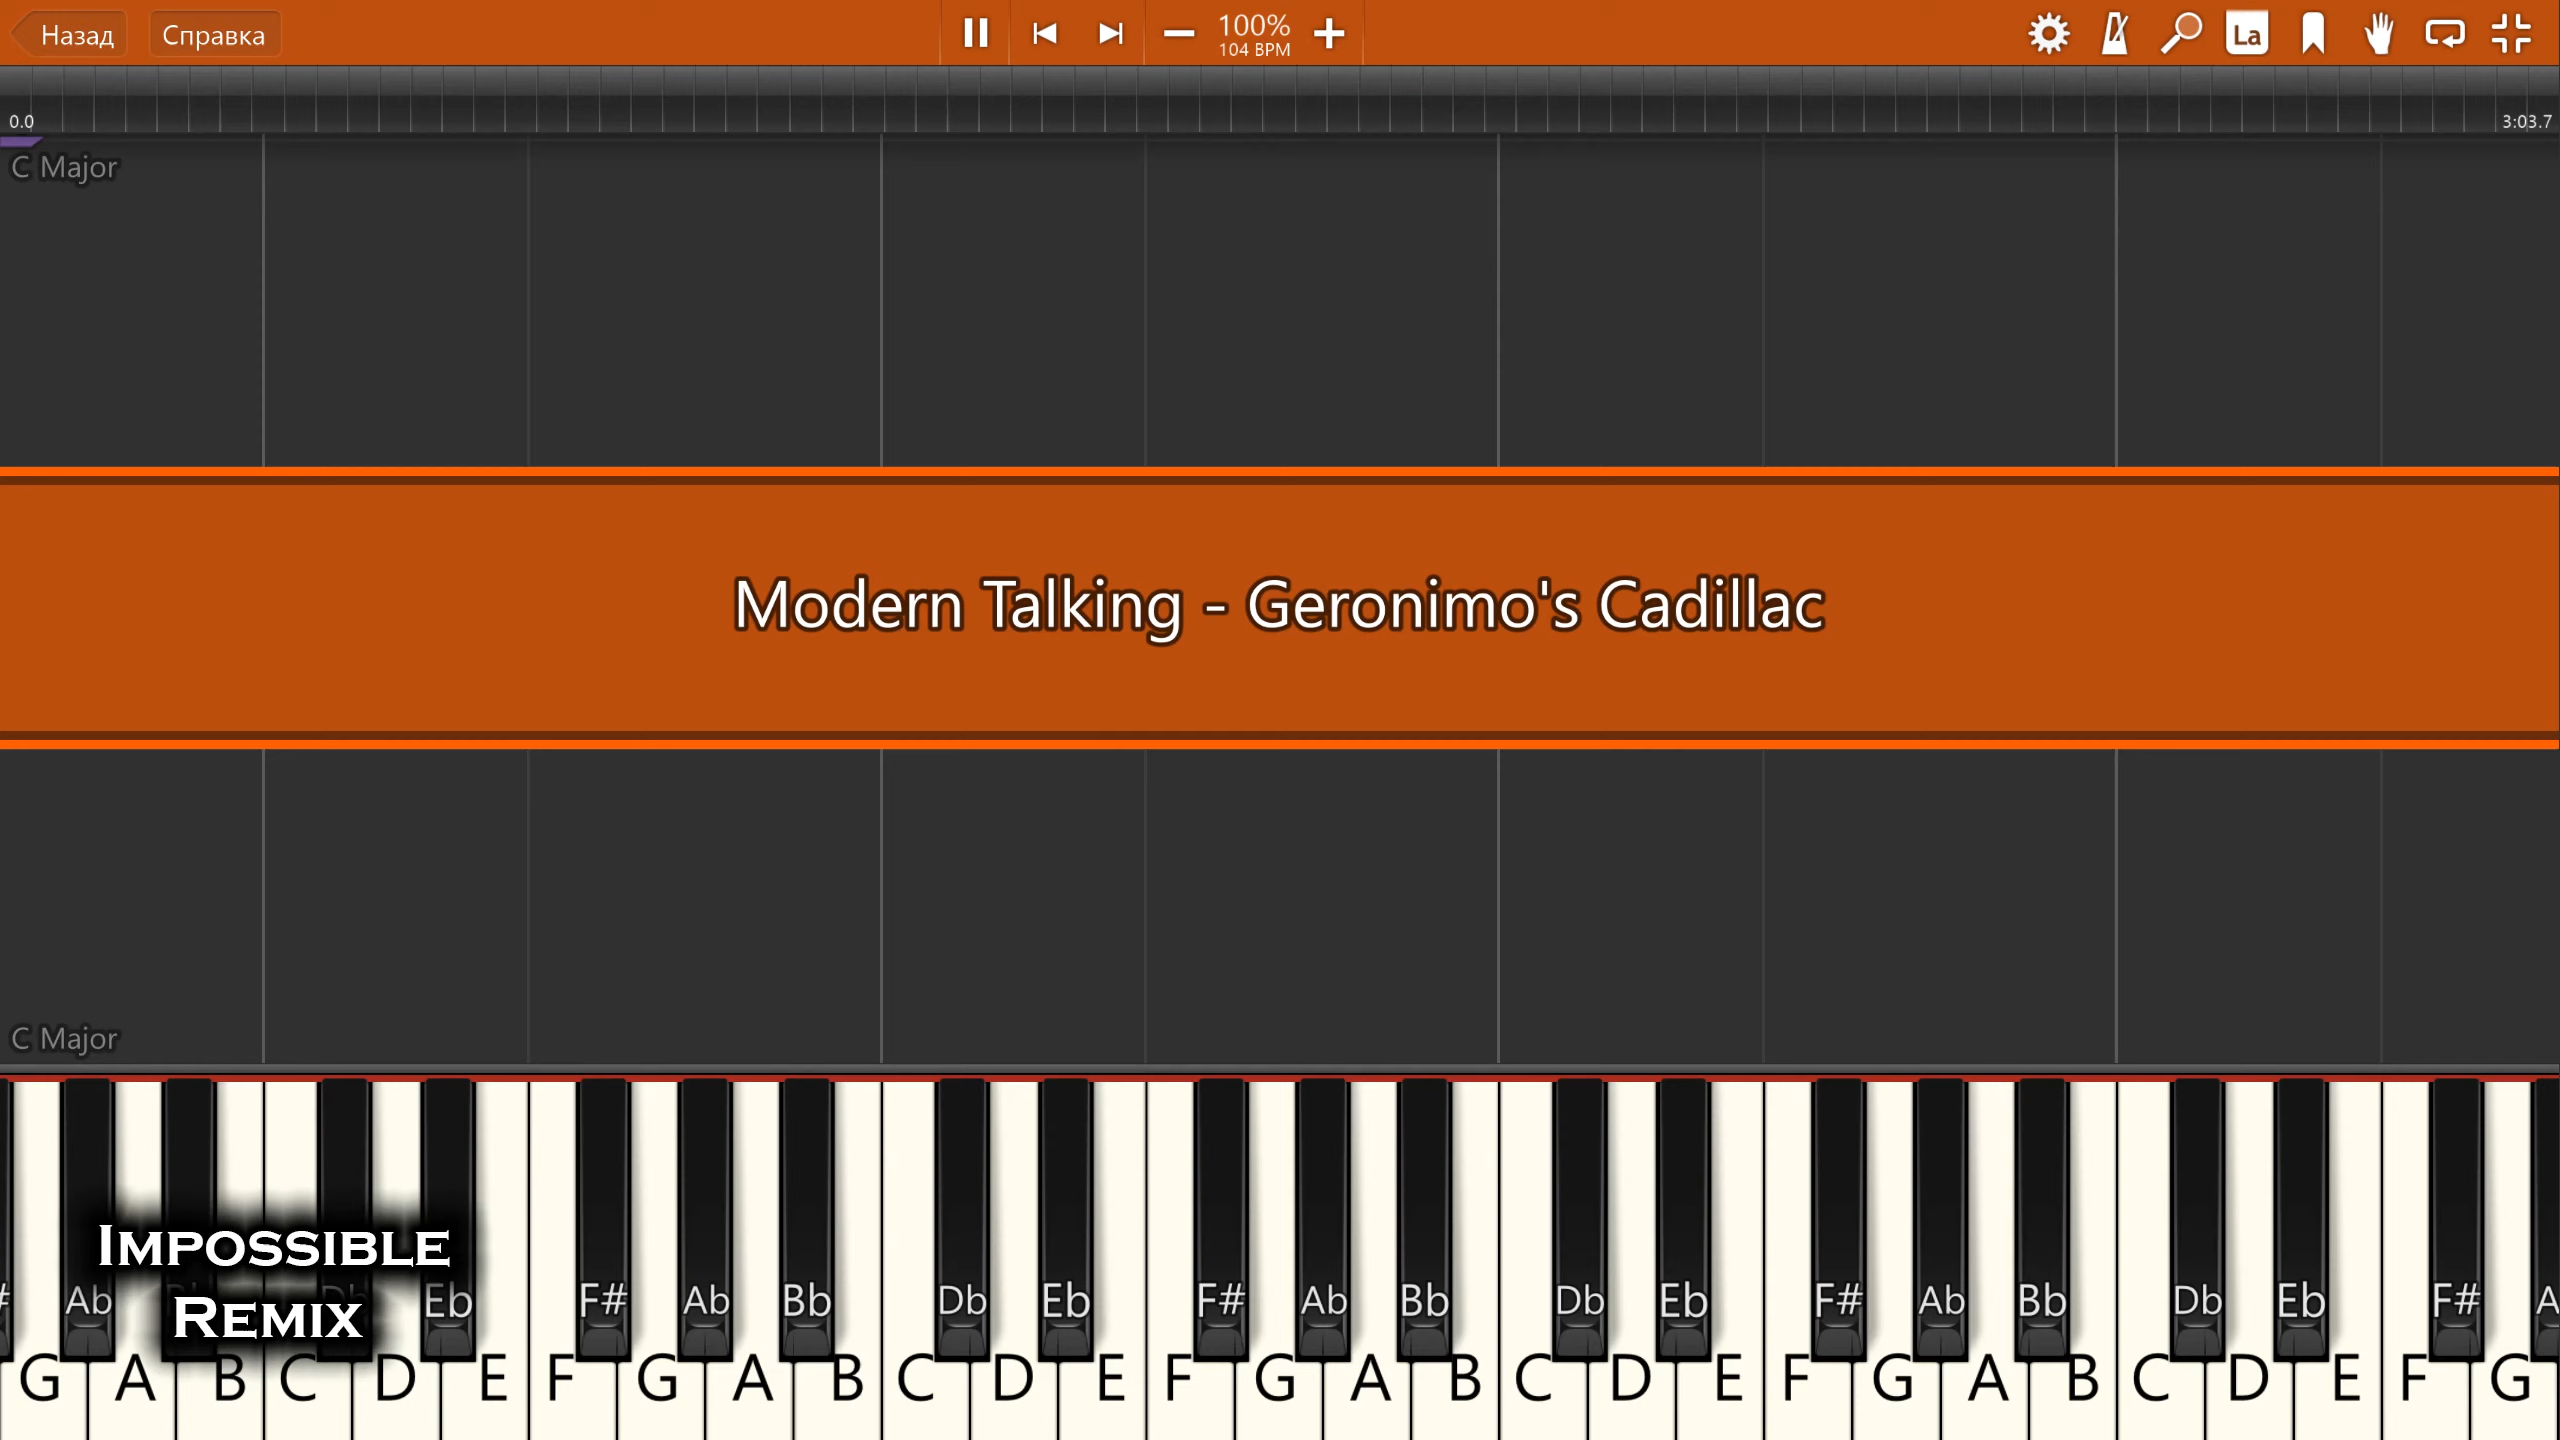 Назад Справка 100% La
104 BPM
0.0 3:03.7
C Major
Modern Talking - Geronimo's Cadillac
C Major
Impossible
Remix
Ab Eb F# Ab Bb Db Eb F# Ab Bb Db Eb F# Ab Bb Db Eb F# A
G A B C D E F G A B C D E F G A B C D E F G A B C D E F G